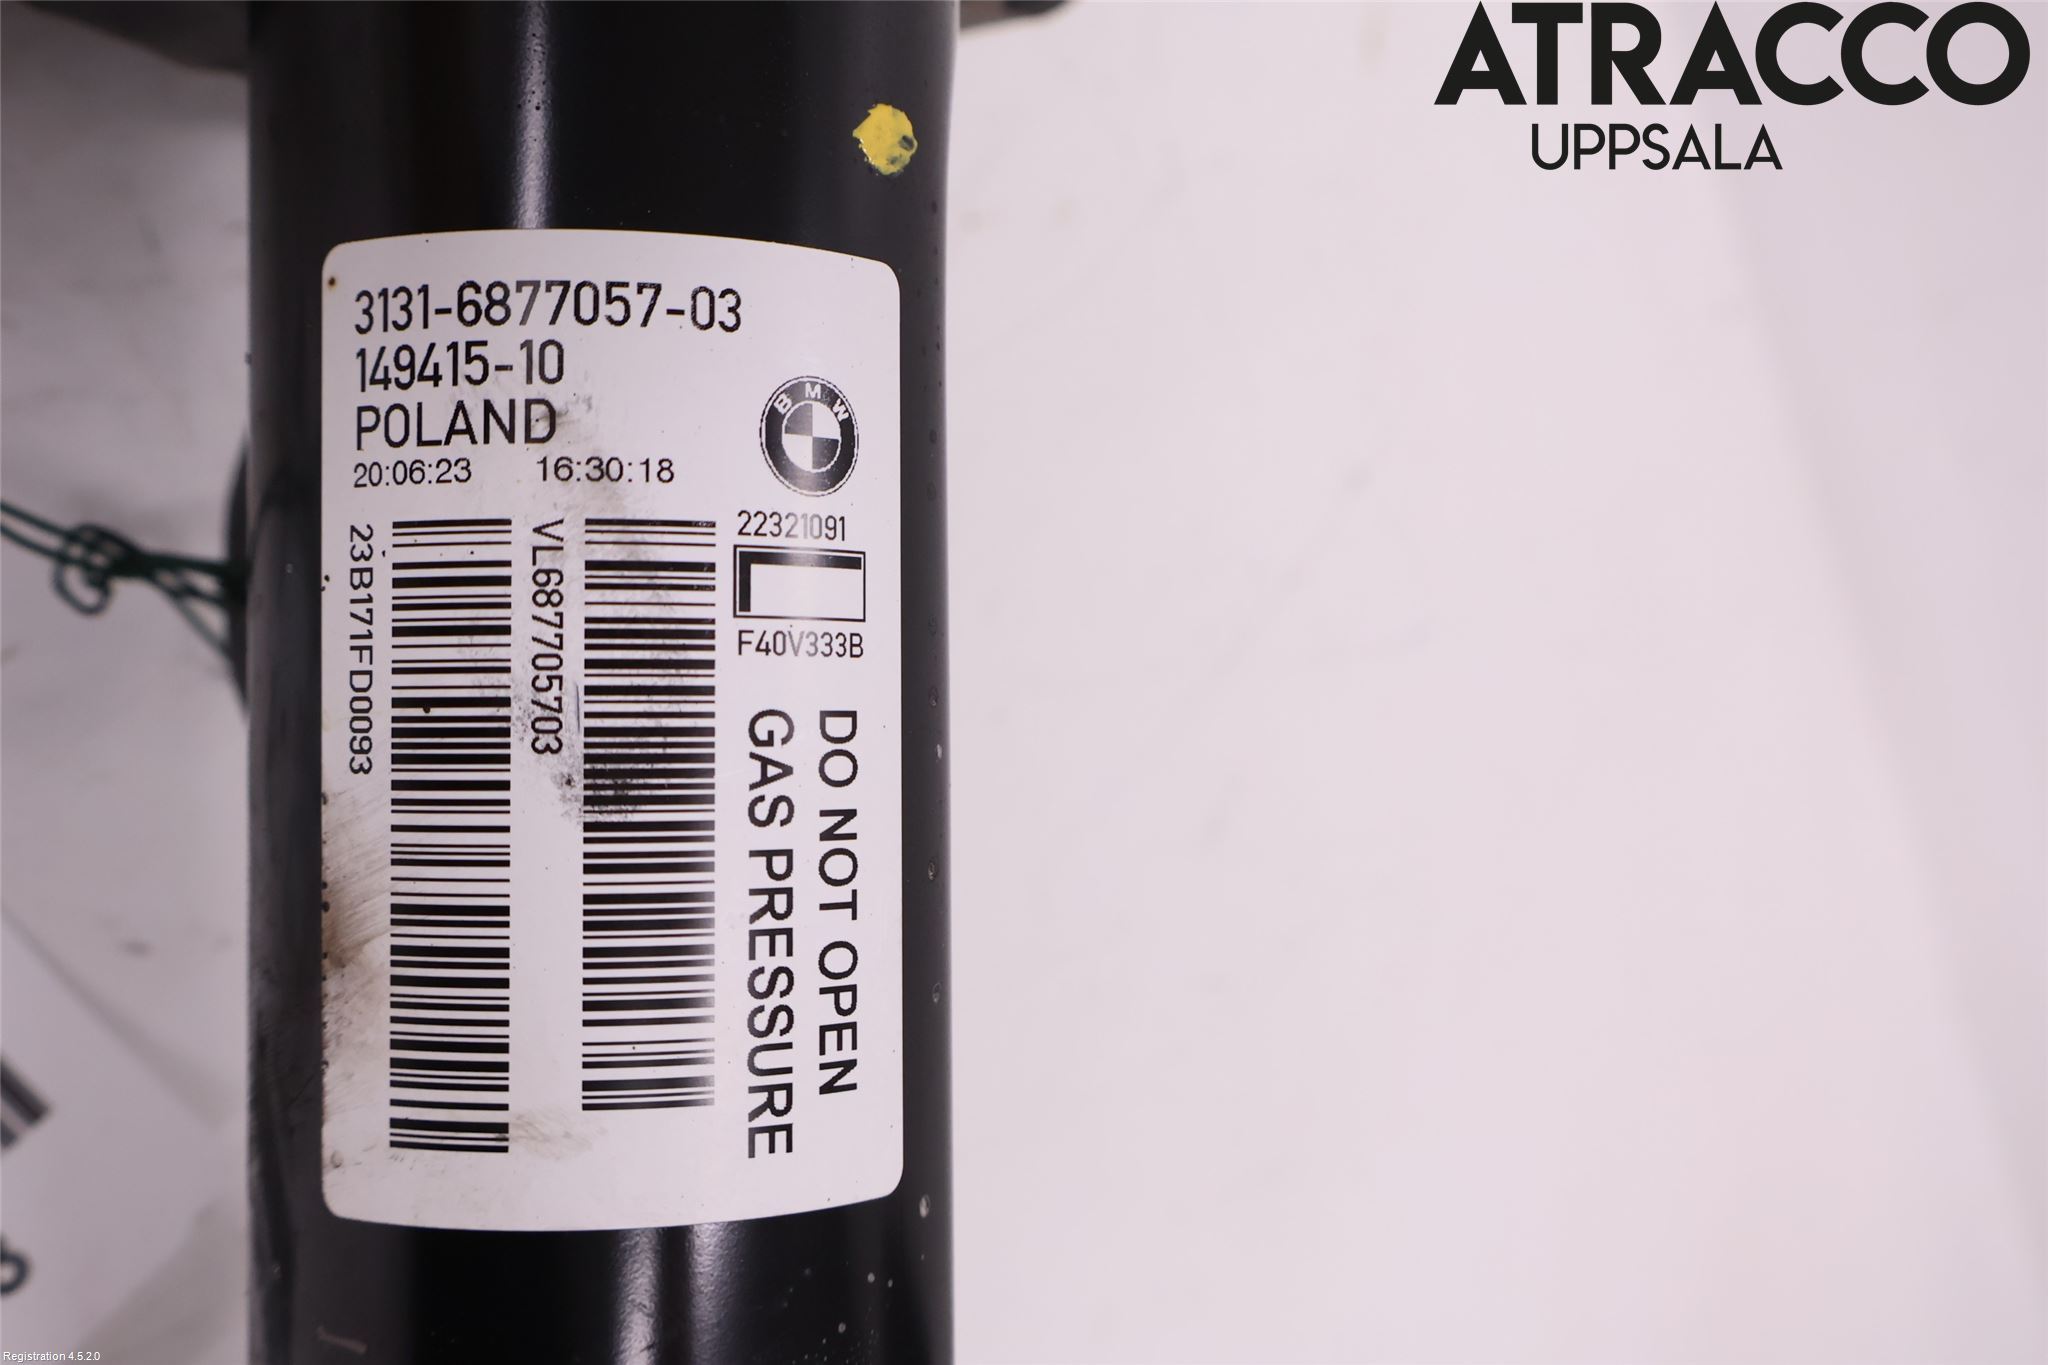 ATRACCO
UPPSALA
3131-6877057-03
149415-10
POLAND
20:06:23 16:30:18
BMW
22321091
L
F40V333B
23B171FD0093
VL687705703
DO NOT OPEN
GAS PRESSURE
Registration 4.5.2.0